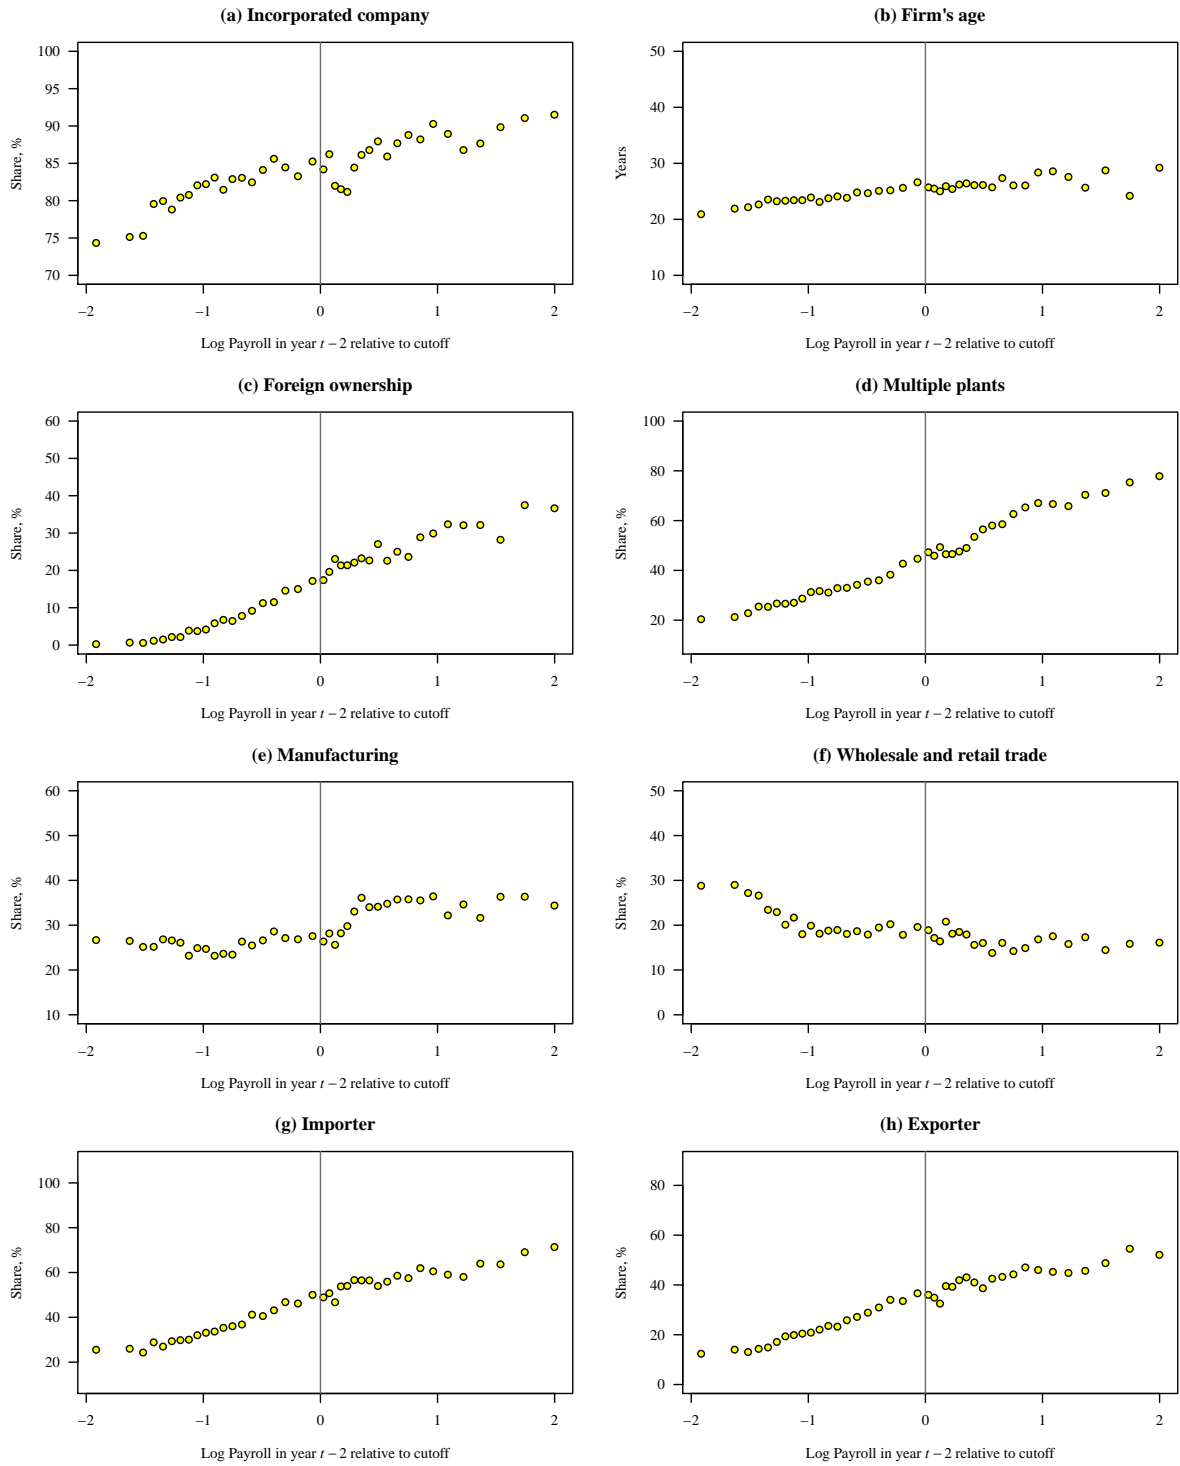 (a) Incorporated company
100
95
90
85
80
75
70
Share, %
−2 −1 0 1 2
Log Payroll in year t − 2 relative to cutoff
(b) Firm's age
50
40
30
20
10
Years
−2 −1 0 1 2
Log Payroll in year t − 2 relative to cutoff
(c) Foreign ownership
60
50
40
30
20
10
0
Share, %
−2 −1 0 1 2
Log Payroll in year t − 2 relative to cutoff
(d) Multiple plants
100
80
60
40
20
Share, %
−2 −1 0 1 2
Log Payroll in year t − 2 relative to cutoff
(e) Manufacturing
60
50
40
30
20
10
Share, %
−2 −1 0 1 2
Log Payroll in year t − 2 relative to cutoff
(f) Wholesale and retail trade
50
40
30
20
10
0
Share, %
−2 −1 0 1 2
Log Payroll in year t − 2 relative to cutoff
(g) Importer
100
80
60
40
20
Share, %
−2 −1 0 1 2
Log Payroll in year t − 2 relative to cutoff
(h) Exporter
80
60
40
20
0
Share, %
−2 −1 0 1 2
Log Payroll in year t − 2 relative to cutoff